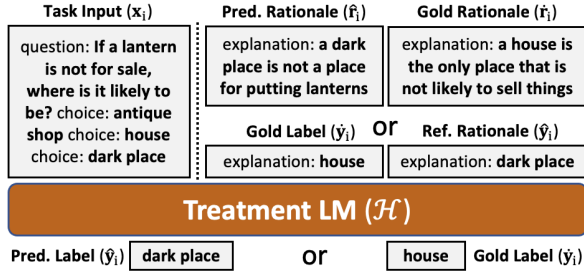 Task Input (xᵢ)
question: If a lantern
is not for sale,
where is it likely to
be? choice: antique
shop choice: house
choice: dark place
Pred. Rationale (r̂ᵢ)
explanation: a dark
place is not a place
for putting lanterns
Gold Rationale (ṙᵢ)
explanation: a house is
the only place that is
not likely to sell things
or
Gold Label (ẏᵢ)
explanation: house
Ref. Rationale (ŷᵢ)
explanation: dark place
Treatment LM (ℋ)
Pred. Label (ŷᵢ) dark place or house Gold Label (ẏᵢ)